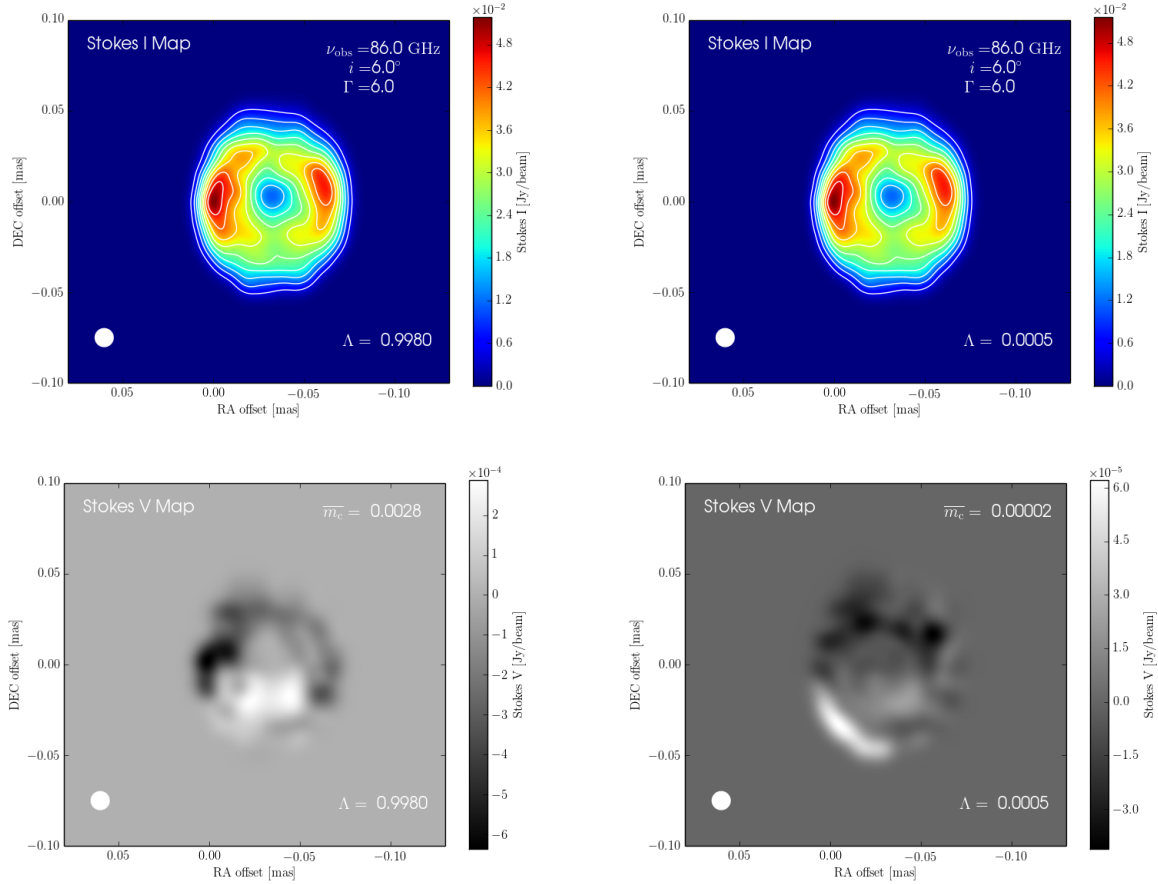 ×10⁻²
Stokes I Map
ν_obs =86.0 GHz
i =6.0°
Γ =6.0
Λ = 0.9980
0.10
0.05
0.00
−0.05
−0.10
DEC offset [mas]
0.05
0.00
−0.05
−0.10
RA offset [mas]
4.8
4.2
3.6
3.0
2.4
1.8
1.2
0.6
0.0
Stokes I [Jy/beam]
×10⁻²
Stokes I Map
ν_obs =86.0 GHz
i =6.0°
Γ =6.0
Λ = 0.0005
0.10
0.05
0.00
−0.05
−0.10
DEC offset [mas]
0.05
0.00
−0.05
−0.10
RA offset [mas]
4.8
4.2
3.6
3.0
2.4
1.8
1.2
0.6
0.0
Stokes I [Jy/beam]
×10⁻⁴
Stokes V Map
m_c = 0.0028
Λ = 0.9980
0.10
0.05
0.00
−0.05
−0.10
DEC offset [mas]
0.05
0.00
−0.05
−0.10
RA offset [mas]
2
1
0
−1
−2
−3
−4
−5
−6
Stokes V [Jy/beam]
×10⁻⁵
Stokes V Map
m_c = 0.00002
Λ = 0.0005
0.10
0.05
0.00
−0.05
−0.10
DEC offset [mas]
0.05
0.00
−0.05
−0.10
RA offset [mas]
6.0
4.5
3.0
1.5
0.0
−1.5
−3.0
Stokes V [Jy/beam]